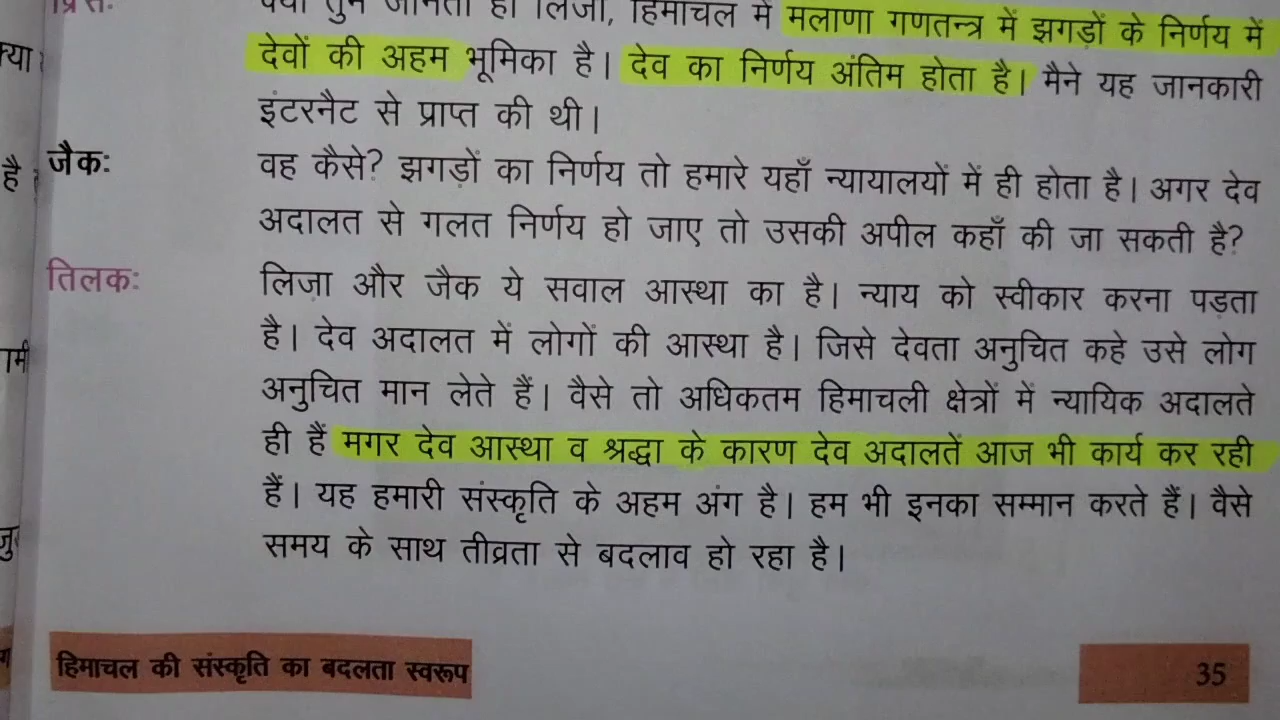 प्रिंस: क्या तुम जानती हो लिजा, हिमाचल में मलाणा गणतन्त्र में झगड़ों के निर्णय में
देवों की अहम भूमिका है। देव का निर्णय अंतिम होता है। मैने यह जानकारी
इंटरनैट से प्राप्त की थी।
जैक: वह कैसे? झगड़ों का निर्णय तो हमारे यहाँ न्यायालयों में ही होता है। अगर देव
अदालत से गलत निर्णय हो जाए तो उसकी अपील कहाँ की जा सकती है?
तिलक: लिज़ा और जैक ये सवाल आस्था का है। न्याय को स्वीकार करना पड़ता
है। देव अदालत में लोगों की आस्था है। जिसे देवता अनुचित कहे उसे लोग
अनुचित मान लेते हैं। वैसे तो अधिकतम हिमाचली क्षेत्रों में न्यायिक अदालते
ही हैं मगर देव आस्था व श्रद्धा के कारण देव अदालतें आज भी कार्य कर रही
हैं। यह हमारी संस्कृति के अहम अंग है। हम भी इनका सम्मान करते हैं। वैसे
समय के साथ तीव्रता से बदलाव हो रहा है।
हिमाचल की संस्कृति का बदलता स्वरूप
35